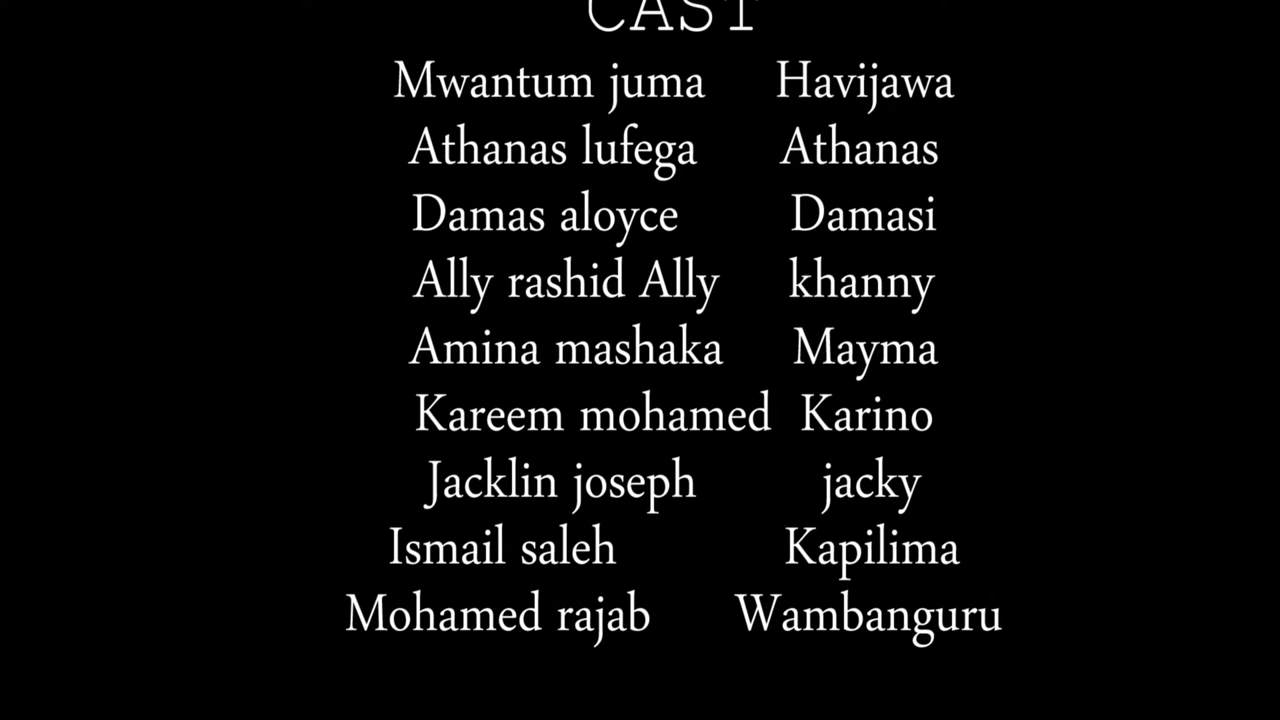 CAST
Mwantum juma Havijawa
Athanas lufega Athanas
Damas aloyce Damasi
Ally rashid Ally khanny
Amina mashaka Mayma
Kareem mohamed Karino
Jacklin joseph jacky
Ismail saleh Kapilima
Mohamed rajab Wambanguru